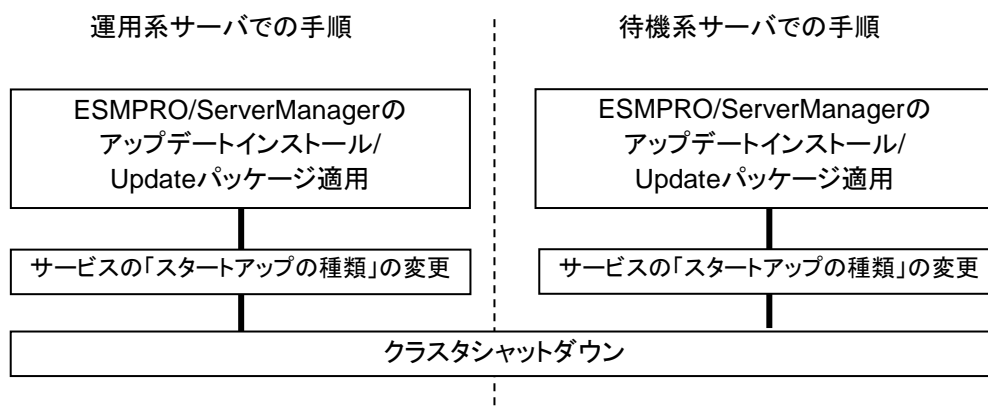 運用系サーバでの手順
待機系サーバでの手順
ESMPRO/ServerManagerの
アップデートインストール/
Updateパッケージ適用
ESMPRO/ServerManagerの
アップデートインストール/
Updateパッケージ適用
サービスの「スタートアップの種類」の変更
サービスの「スタートアップの種類」の変更
クラスタシャットダウン